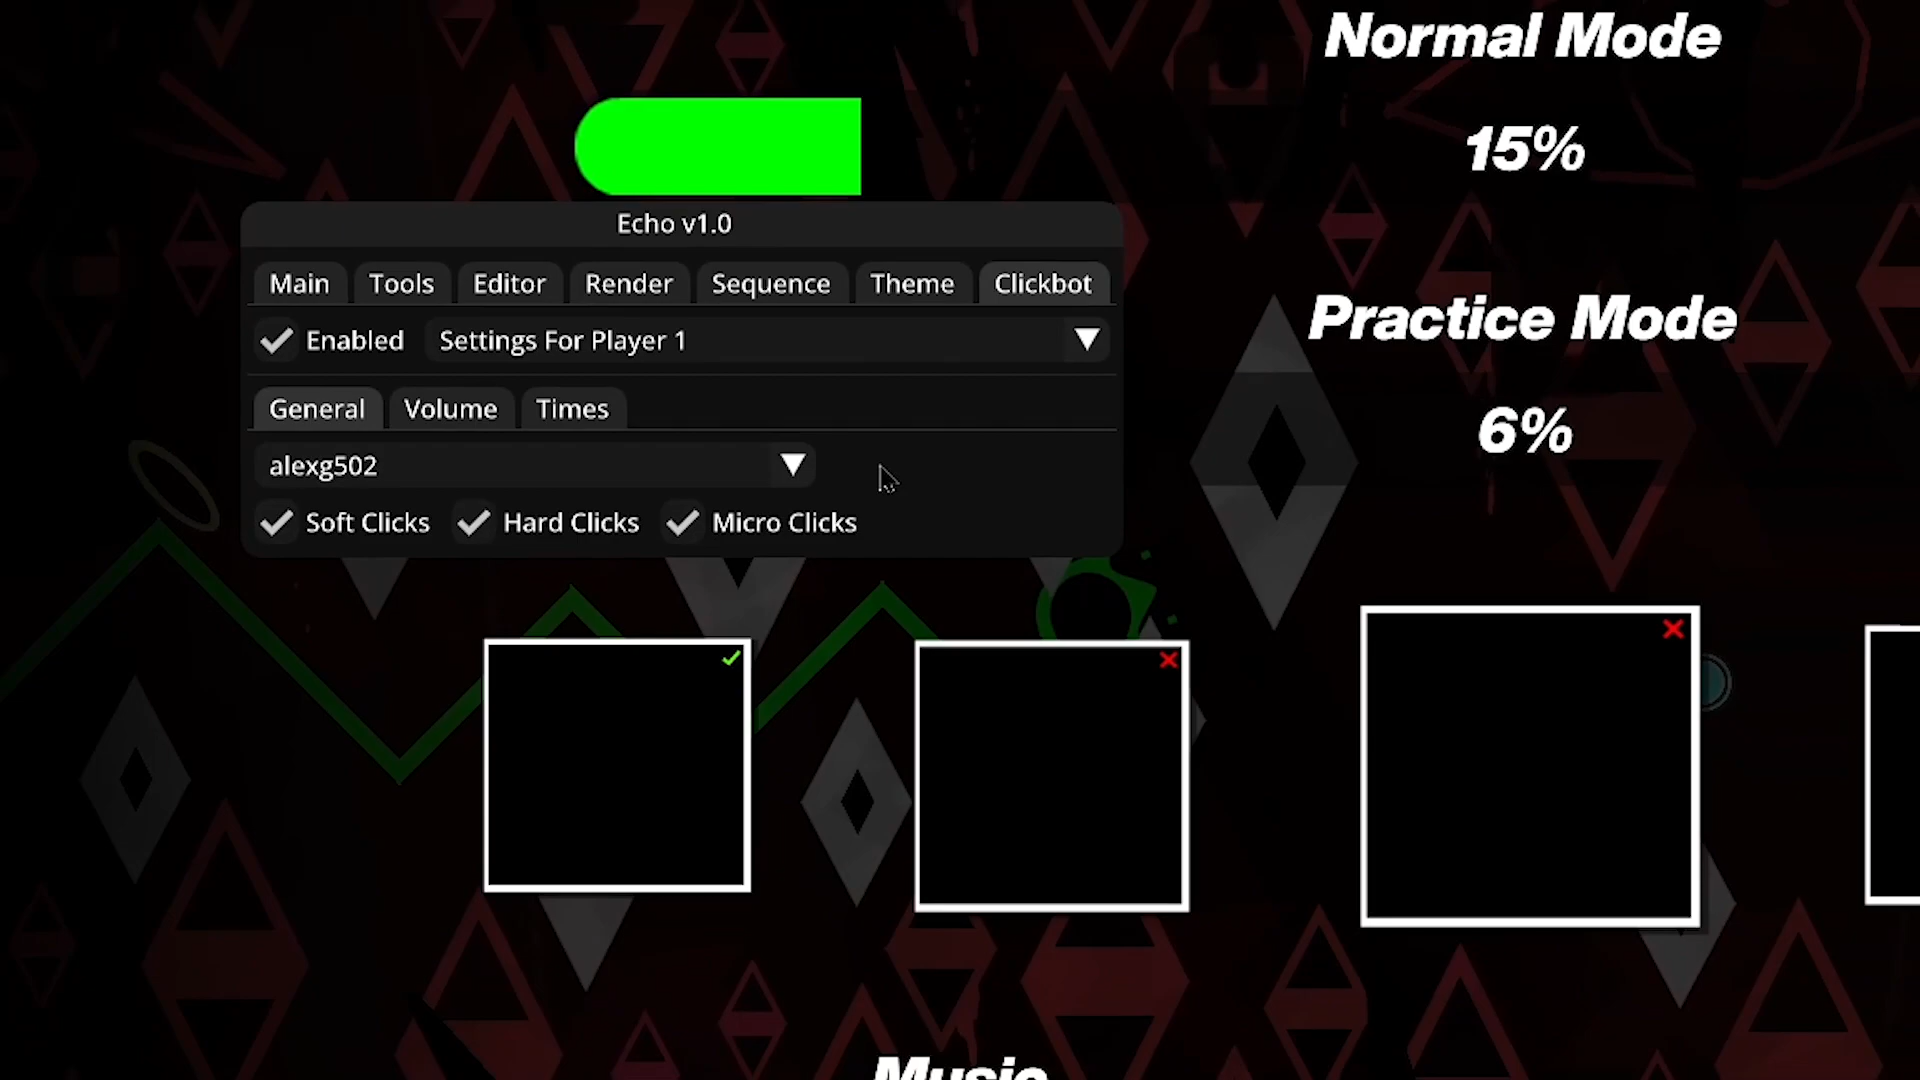 Normal Mode
15%
Echo v1.0
Main Tools Editor Render Sequence Theme Clickbot
Enabled Settings For Player 1
Practice Mode
6%
General Volume Times
alexg502
Soft Clicks Hard Clicks Micro Clicks
Music